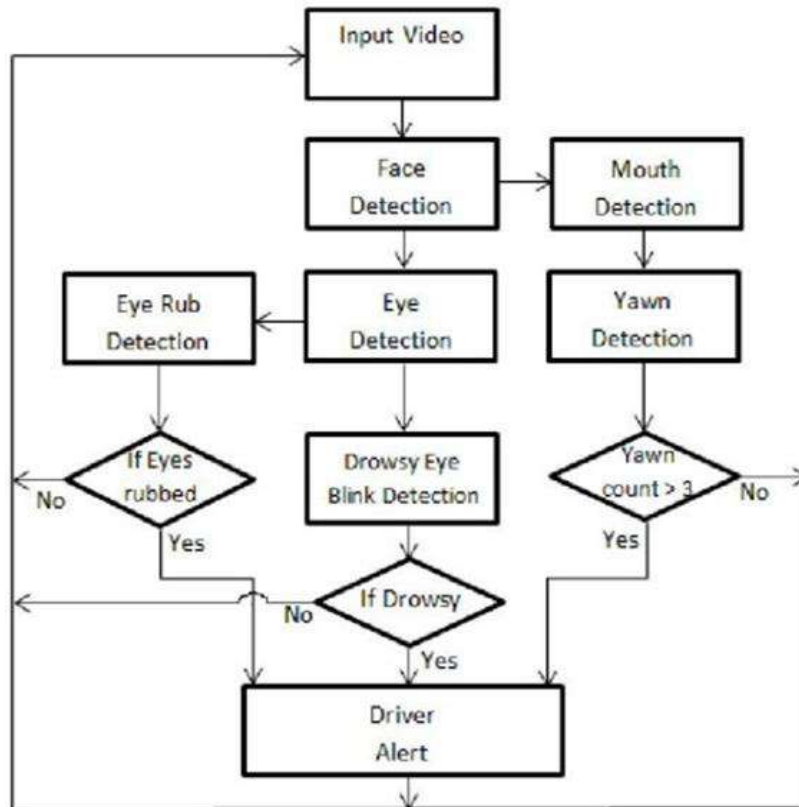 Input Video
Face
Detection
Mouth
Detection
Eye Rub
Detection
Eye
Detection
Yawn
Detection
If Eyes
rubbed
No
Yes
Drowsy Eye
Blink Detection
Yawn
count > 3
No
Yes
If Drowsy
No
Yes
Driver
Alert